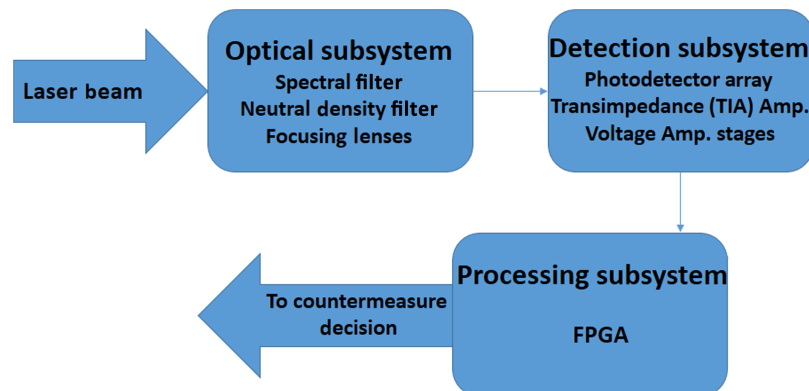 Laser beam
Optical subsystem
Spectral filter
Neutral density filter
Focusing lenses
Detection subsystem
Photodetector array
Transimpedance (TIA) Amp.
Voltage Amp. stages
Processing subsystem
FPGA
To countermeasure
decision